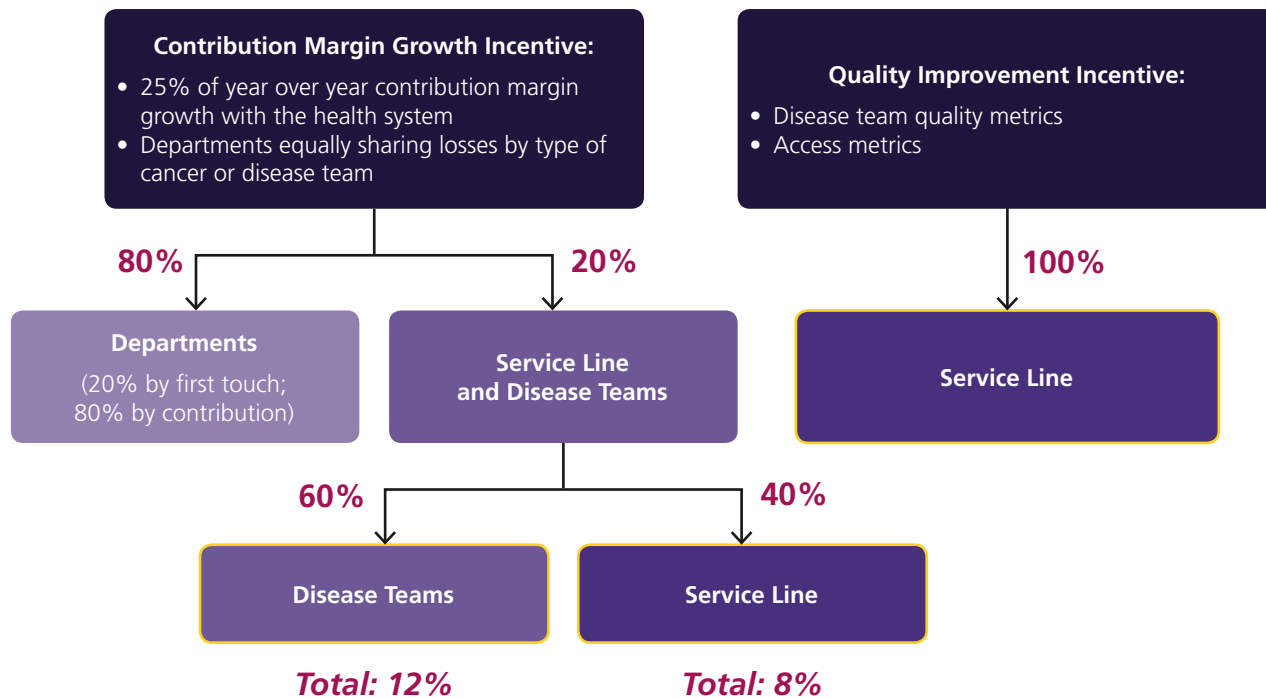 Contribution Margin Growth Incentive:
• 25% of year over year contribution margin
growth with the health system
• Departments equally sharing losses by type of
cancer or disease team
Quality Improvement Incentive:
• Disease team quality metrics
• Access metrics
80%
20%
100%
Departments
(20% by first touch;
80% by contribution)
Service Line
and Disease Teams
Service Line
60%
40%
Disease Teams
Service Line
Total: 12%
Total: 8%